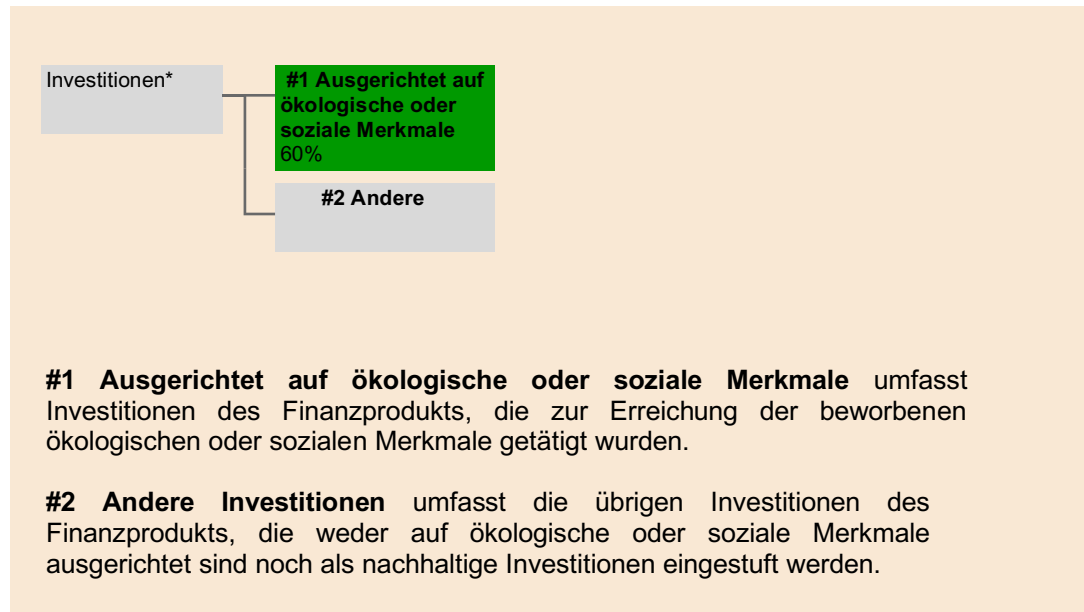 Investitionen*
#1 Ausgerichtet auf
ökologische oder
soziale Merkmale
60%
#2 Andere
#1 Ausgerichtet auf ökologische oder soziale Merkmale umfasst
Investitionen des Finanzprodukts, die zur Erreichung der beworbenen
ökologischen oder sozialen Merkmale getätigt wurden.
#2 Andere Investitionen umfasst die übrigen Investitionen des
Finanzprodukts, die weder auf ökologische oder soziale Merkmale
ausgerichtet sind noch als nachhaltige Investitionen eingestuft werden.